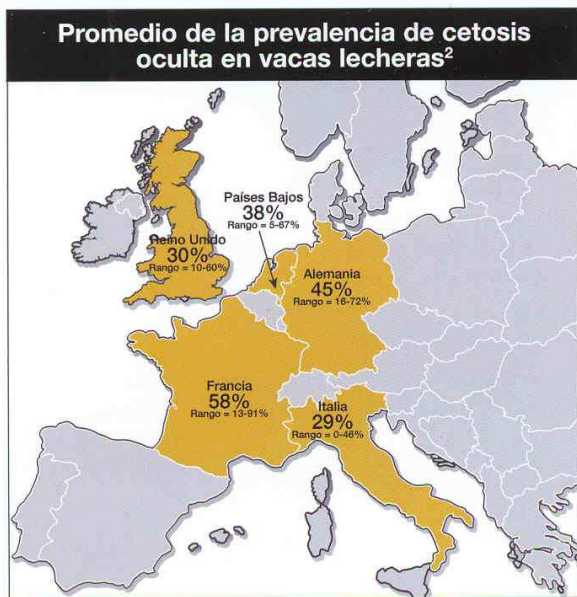 Promedio de la prevalencia de cetosis
oculta en vacas lecheras²
Países Bajos
38%
Rango = 5-67%
Reino Unido
30%
Rango = 10-60%
Alemania
45%
Rango = 16-72%
Francia
58%
Rango = 13-91%
Italia
29%
Rango = 0-46%